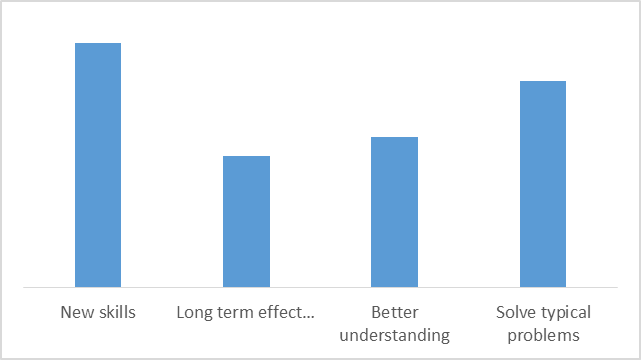 New skills
Long term effect...
Better
understanding
Solve typical
problems